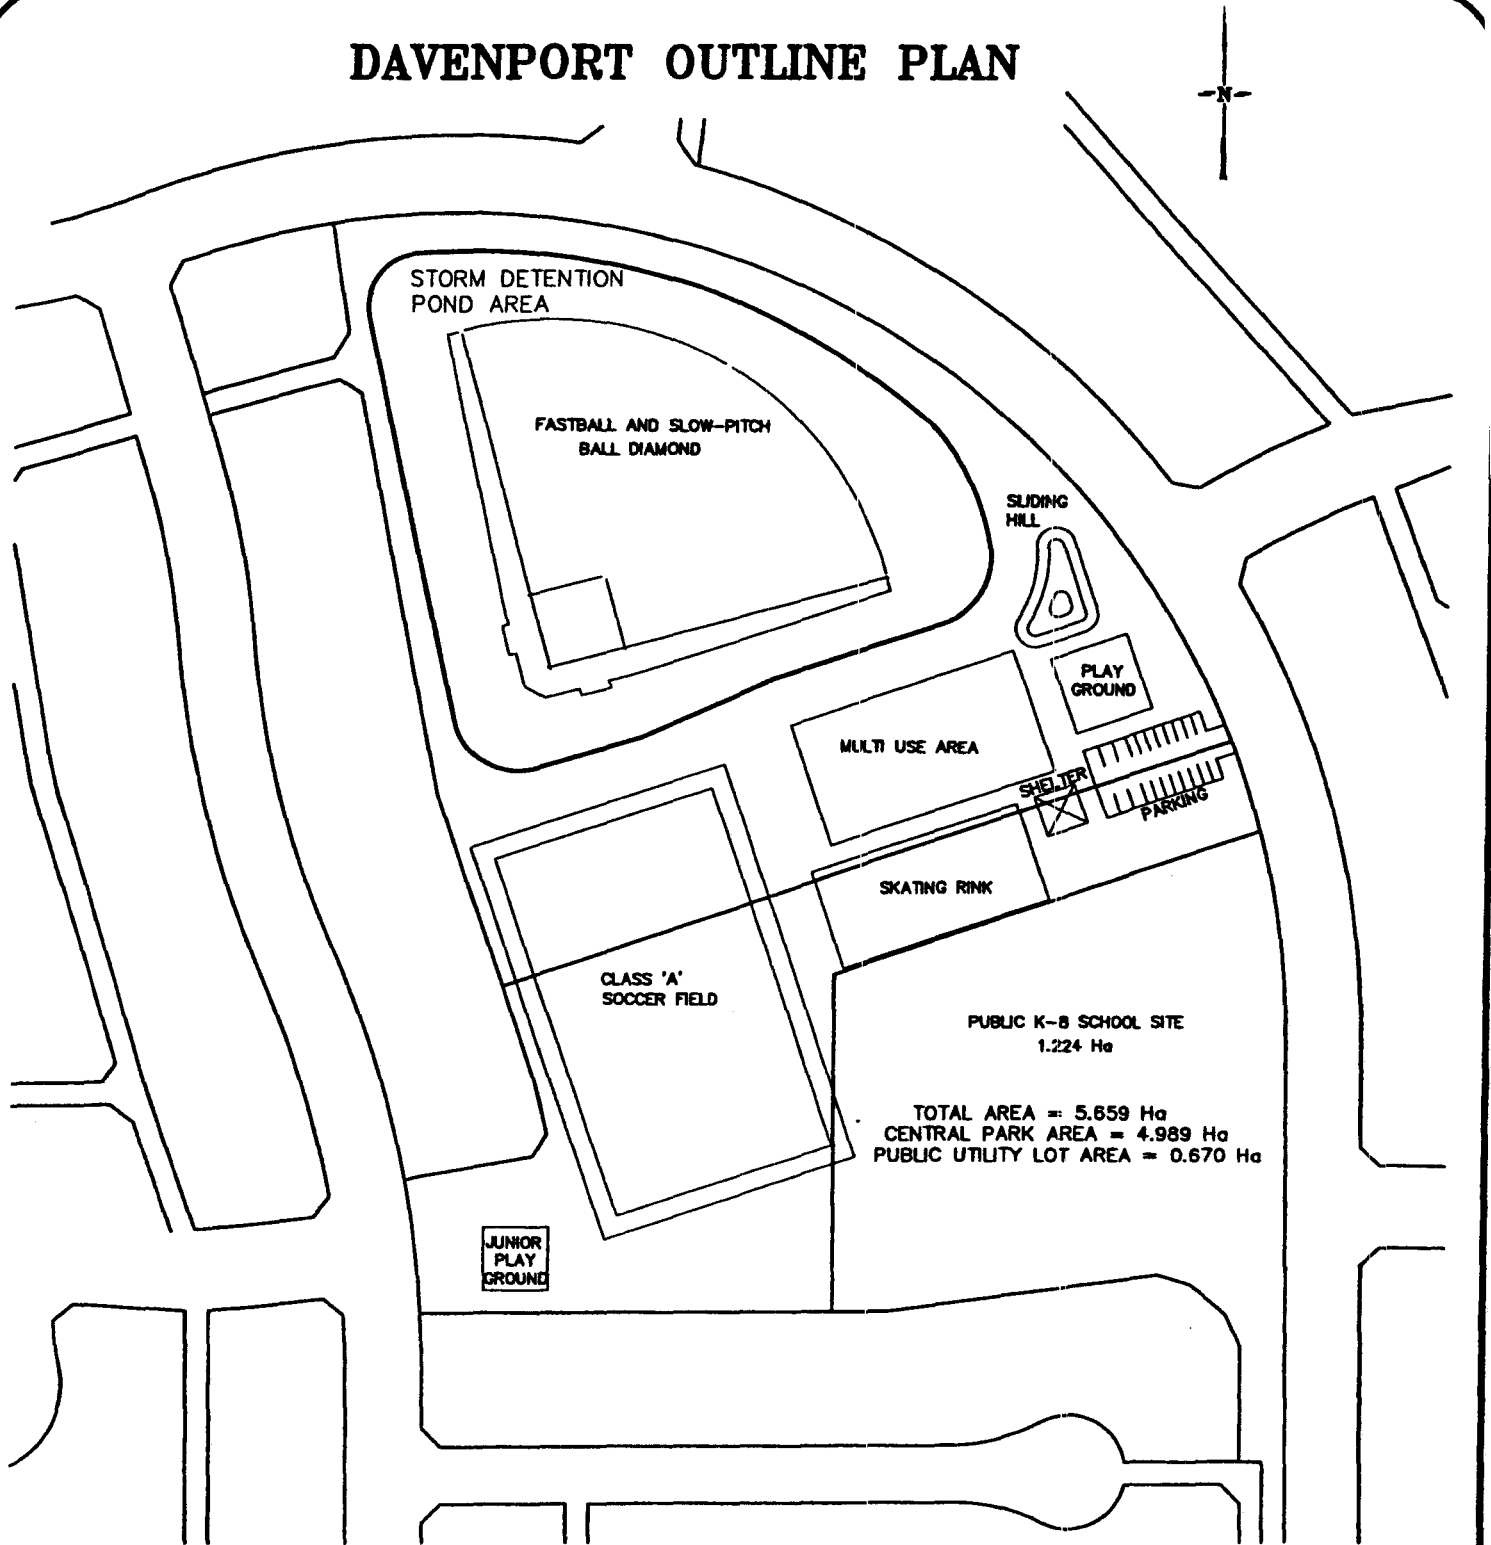 DAVENPORT OUTLINE PLAN
N
STORM DETENTION
POND AREA
FASTBALL AND SLOW-PITCH
BALL DIAMOND
SLIDING
HILL
PLAY
GROUND
MULTI USE AREA
SHELTER
PARKING
SKATING RINK
CLASS 'A'
SOCCER FIELD
PUBLIC K-8 SCHOOL SITE
1.224 Ha
TOTAL AREA = 5.659 Ha
CENTRAL PARK AREA = 4.989 Ha
PUBLIC UTILITY LOT AREA = 0.670 Ha
JUNIOR
PLAY
GROUND